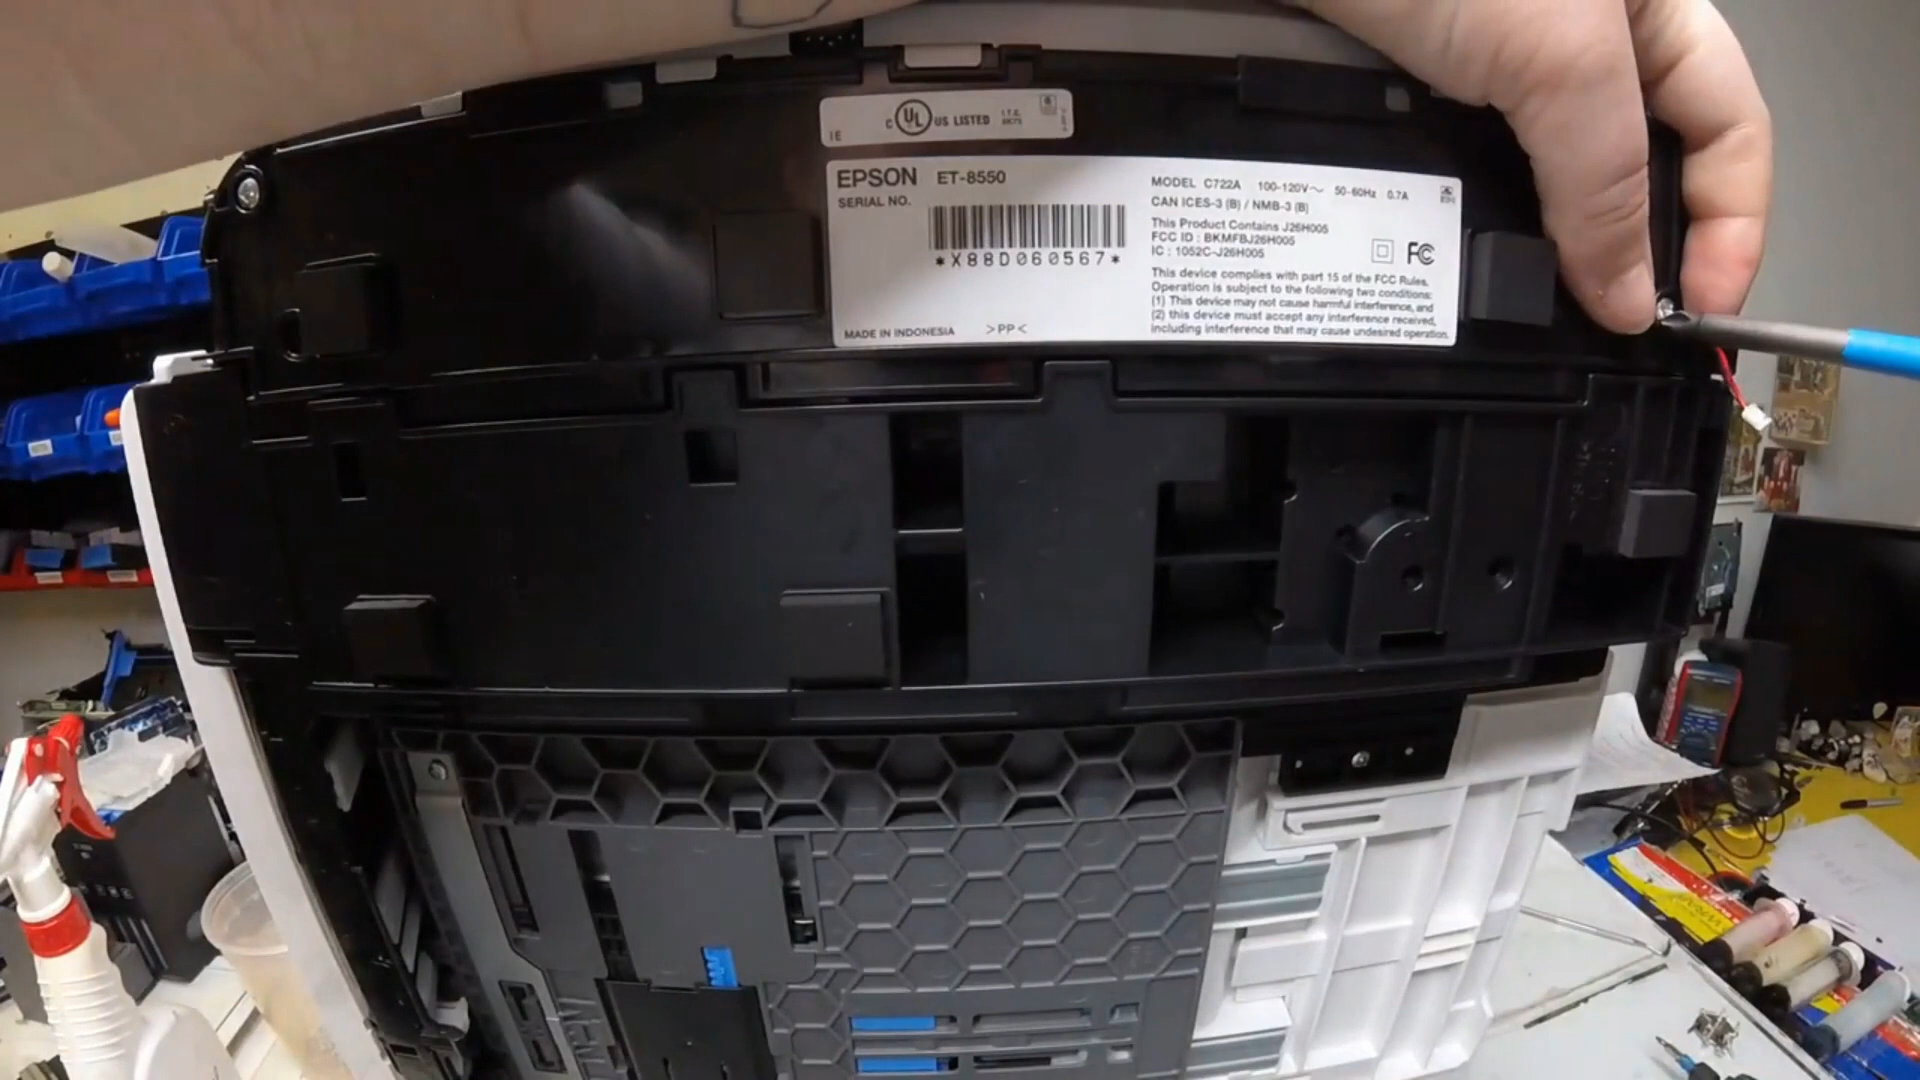 C UL US LISTED
I.T.E.
IE
EPSON ET-8550
SERIAL NO.
*X88D060567*
MADE IN INDONESIA >PP<
MODEL C722A 100-120V~ 50-60Hz 0.7A
CAN ICES-3 (B) / NMB-3 (B)
This Product Contains J26H005
FCC ID : BKMFBJ26H005
IC : 1052C-J26H005
FC
This device complies with part 15 of the FCC Rules.
Operation is subject to the following two conditions:
(1) This device may not cause harmful interference, and
(2) this device must accept any interference received,
including interference that may cause undesired operation.